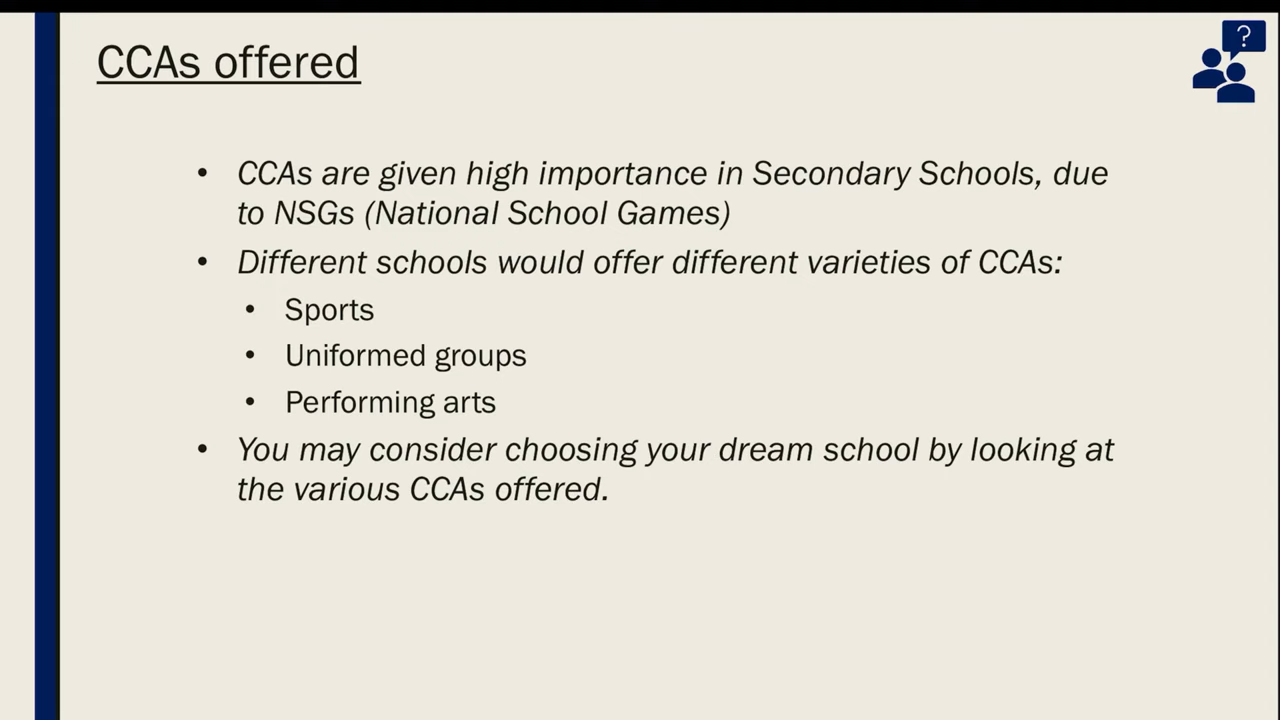 CCAs offered
?
• CCAs are given high importance in Secondary Schools, due
to NSGs (National School Games)
• Different schools would offer different varieties of CCAs:
• Sports
• Uniformed groups
• Performing arts
• You may consider choosing your dream school by looking at
the various CCAs offered.